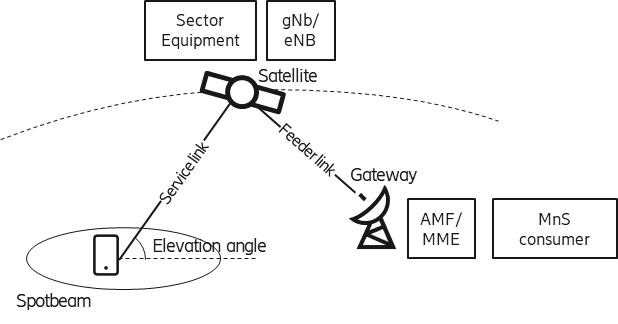 Sector
Equipment
gNb/
eNB
Satellite
Service link
Feeder link
Gateway
AMF/
MME
MnS
consumer
Elevation angle
Spotbeam